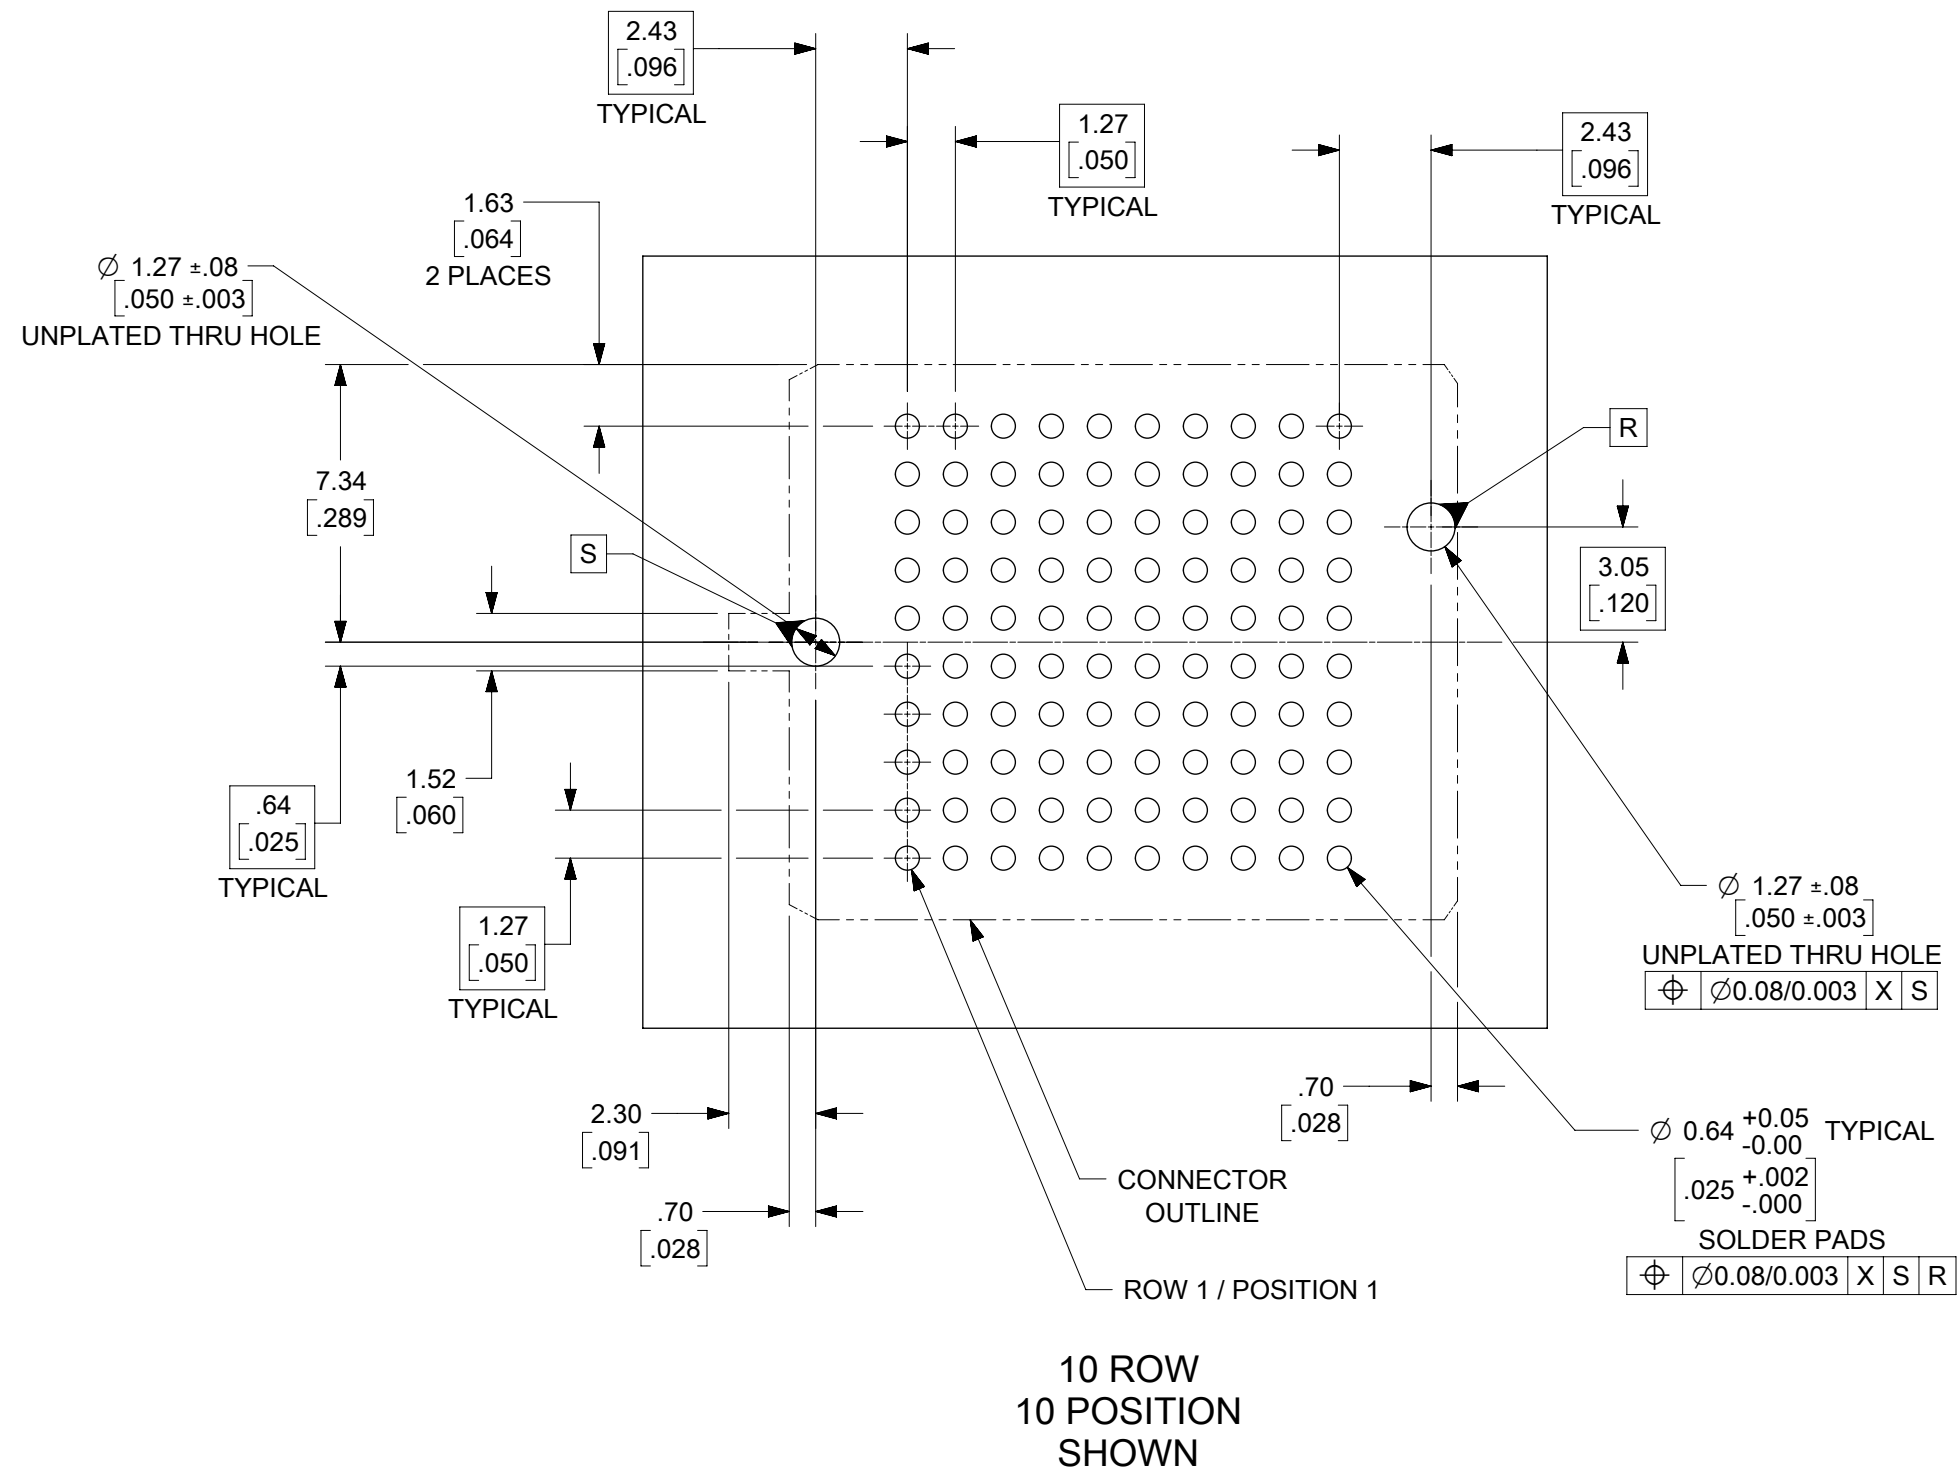 2.43
[.096]
TYPICAL
1.27
[.050]
TYPICAL
2.43
[.096]
TYPICAL
1.63
[.064]
2 PLACES
∅ 1.27 ±.08
[.050 ±.003]
UNPLATED THRU HOLE
R
7.34
[.289]
S
3.05
[.120]
.64
[.025]
TYPICAL
1.52
[.060]
1.27
[.050]
TYPICAL
∅ 1.27 ±.08
[.050 ±.003]
UNPLATED THRU HOLE
⌖ ∅0.08/0.003 X S
2.30
[.091]
.70
[.028]
.70
[.028]
CONNECTOR
OUTLINE
ROW 1 / POSITION 1
∅ 0.64 +0.05 -0.00 TYPICAL
[.025 +.002 -.000]
SOLDER PADS
⌖ ∅0.08/0.003 X S R
10 ROW
10 POSITION
SHOWN